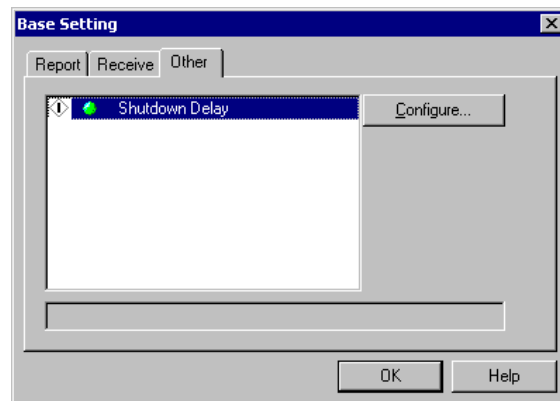 Base Setting
Report Receive Other
Shutdown Delay
Configure...
OK Help